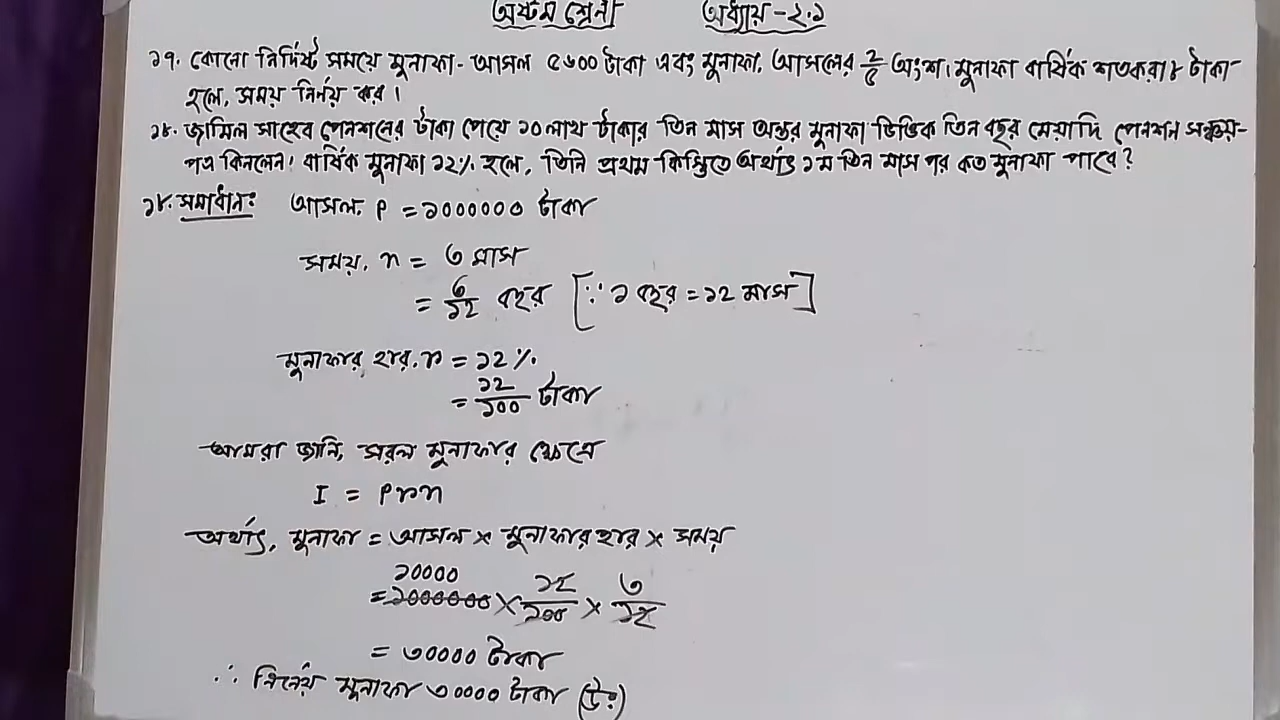 অষ্টম শ্রেনী অধ্যায় -২.১
১৭. কোনো নির্দিষ্ট সময়ে মুনাফা-আসল ৫৬০০ টাকা এবং মুনাফা, আসলের ২/৫ অংশ। মুনাফা বার্ষিক শতকরা ৮ টাকা
হলে, সময় নির্ণয় কর।
১৮. জামিল সাহেব পেনশনের টাকা পেয়ে ১০ লাখ টাকার তিন মাস অন্তর মুনাফা ভিত্তিক তিন বছর মেয়াদি পেনশন সঞ্চয়-
পত্র কিনলেন। বার্ষিক মুনাফা ১২% হলে, তিনি প্রথম কিস্তিতে অর্থাৎ ১ম তিন মাস পর কত মুনাফা পাবে?
১৮. সমাধান: আসল, P = ১০০০০০০ টাকা
সময়, n = ৩ মাস
= ৩/১২ বছর [∵ ১ বছর = ১২ মাস]
মুনাফার হার, r = ১২%
= ১২/১০০ টাকা
আমরা জানি, সরল মুনাফার ক্ষেত্রে
I = Prn
অর্থাৎ, মুনাফা = আসল × মুনাফার হার × সময়
১০০০০
= ১০০০০০০ × ১২/১০০ × ৩/১২
= ৩০০০০ টাকা
∴ নির্ণেয় মুনাফা ৩০০০০ টাকা (উঃ)